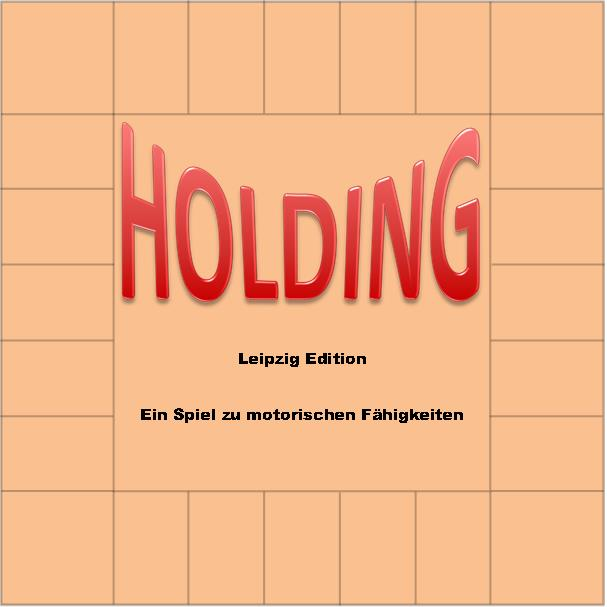 HOLDING
Leipzig Edition
Ein Spiel zu motorischen Fähigkeiten